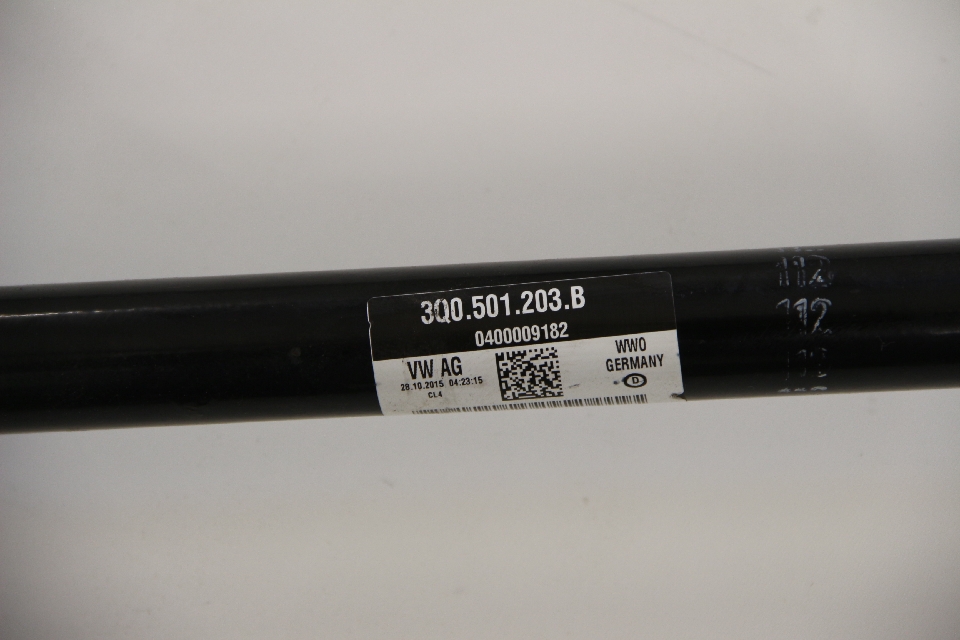 3Q0.501.203.B
0400009182
VW AG
28.10.2015 04:23:15
CL4
WWO
GERMANY
D
112
112